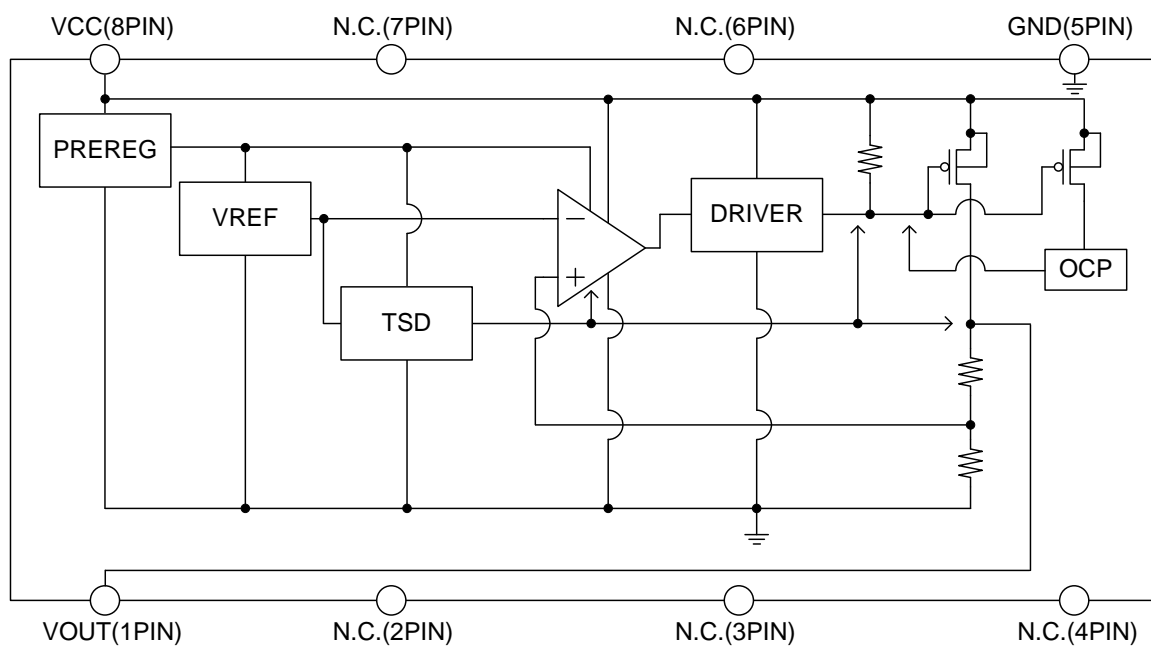 VCC(8PIN) N.C.(7PIN) N.C.(6PIN) GND(5PIN)
PREREG
VREF
DRIVER
−
+
OCP
TSD
VOUT(1PIN) N.C.(2PIN) N.C.(3PIN) N.C.(4PIN)